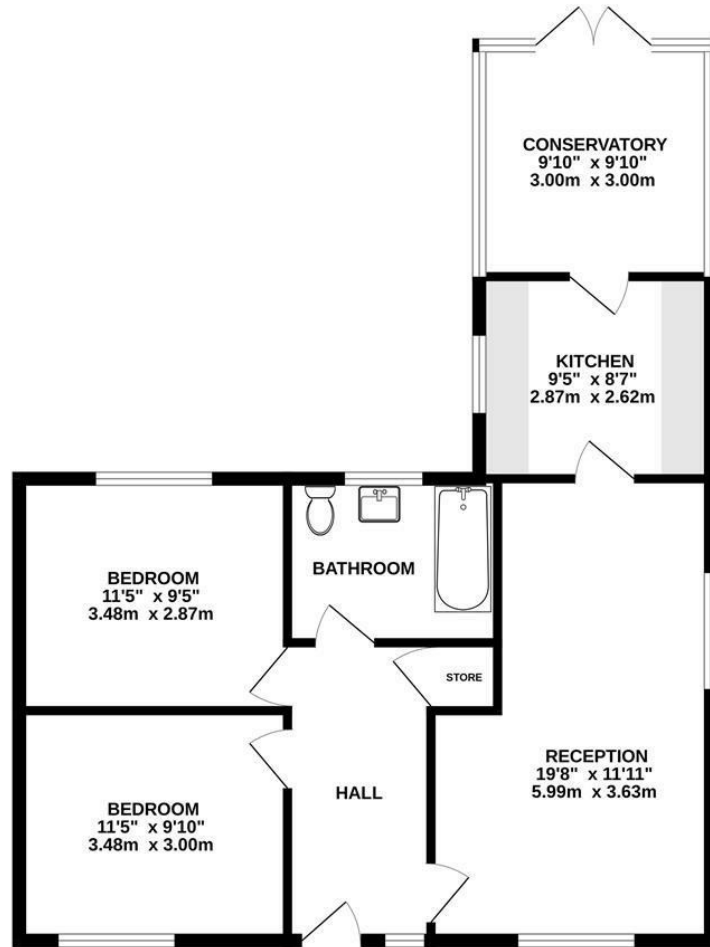 CONSERVATORY
9'10" x 9'10"
3.00m x 3.00m
KITCHEN
9'5" x 8'7"
2.87m x 2.62m
BEDROOM
11'5" x 9'5"
3.48m x 2.87m
BATHROOM
STORE
RECEPTION
19'8" x 11'11"
5.99m x 3.63m
HALL
BEDROOM
11'5" x 9'10"
3.48m x 3.00m